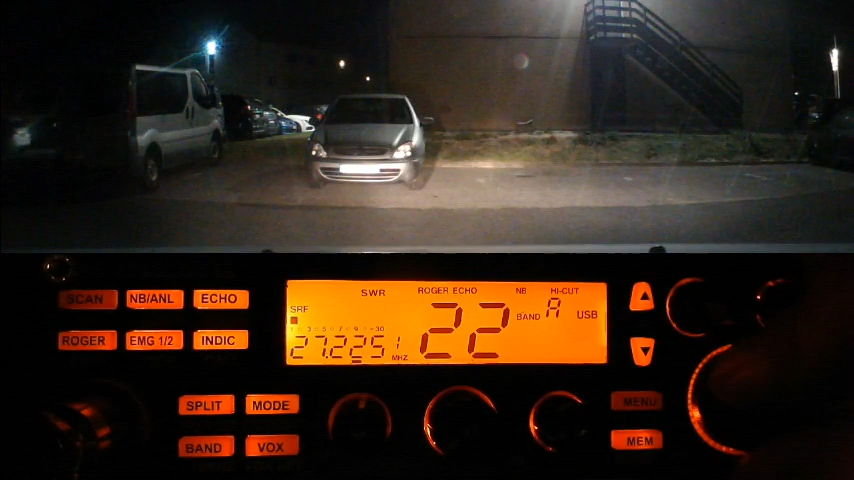 SCAN NB/ANL ECHO
ROGER EMG 1/2 INDIC
SPLIT MODE
BAND VOX
SWR ROGER ECHO NB HI-CUT
SRF 22 BAND A USB
1 3 5 7 9 +30
27.2251 MHZ
MENU
MEM